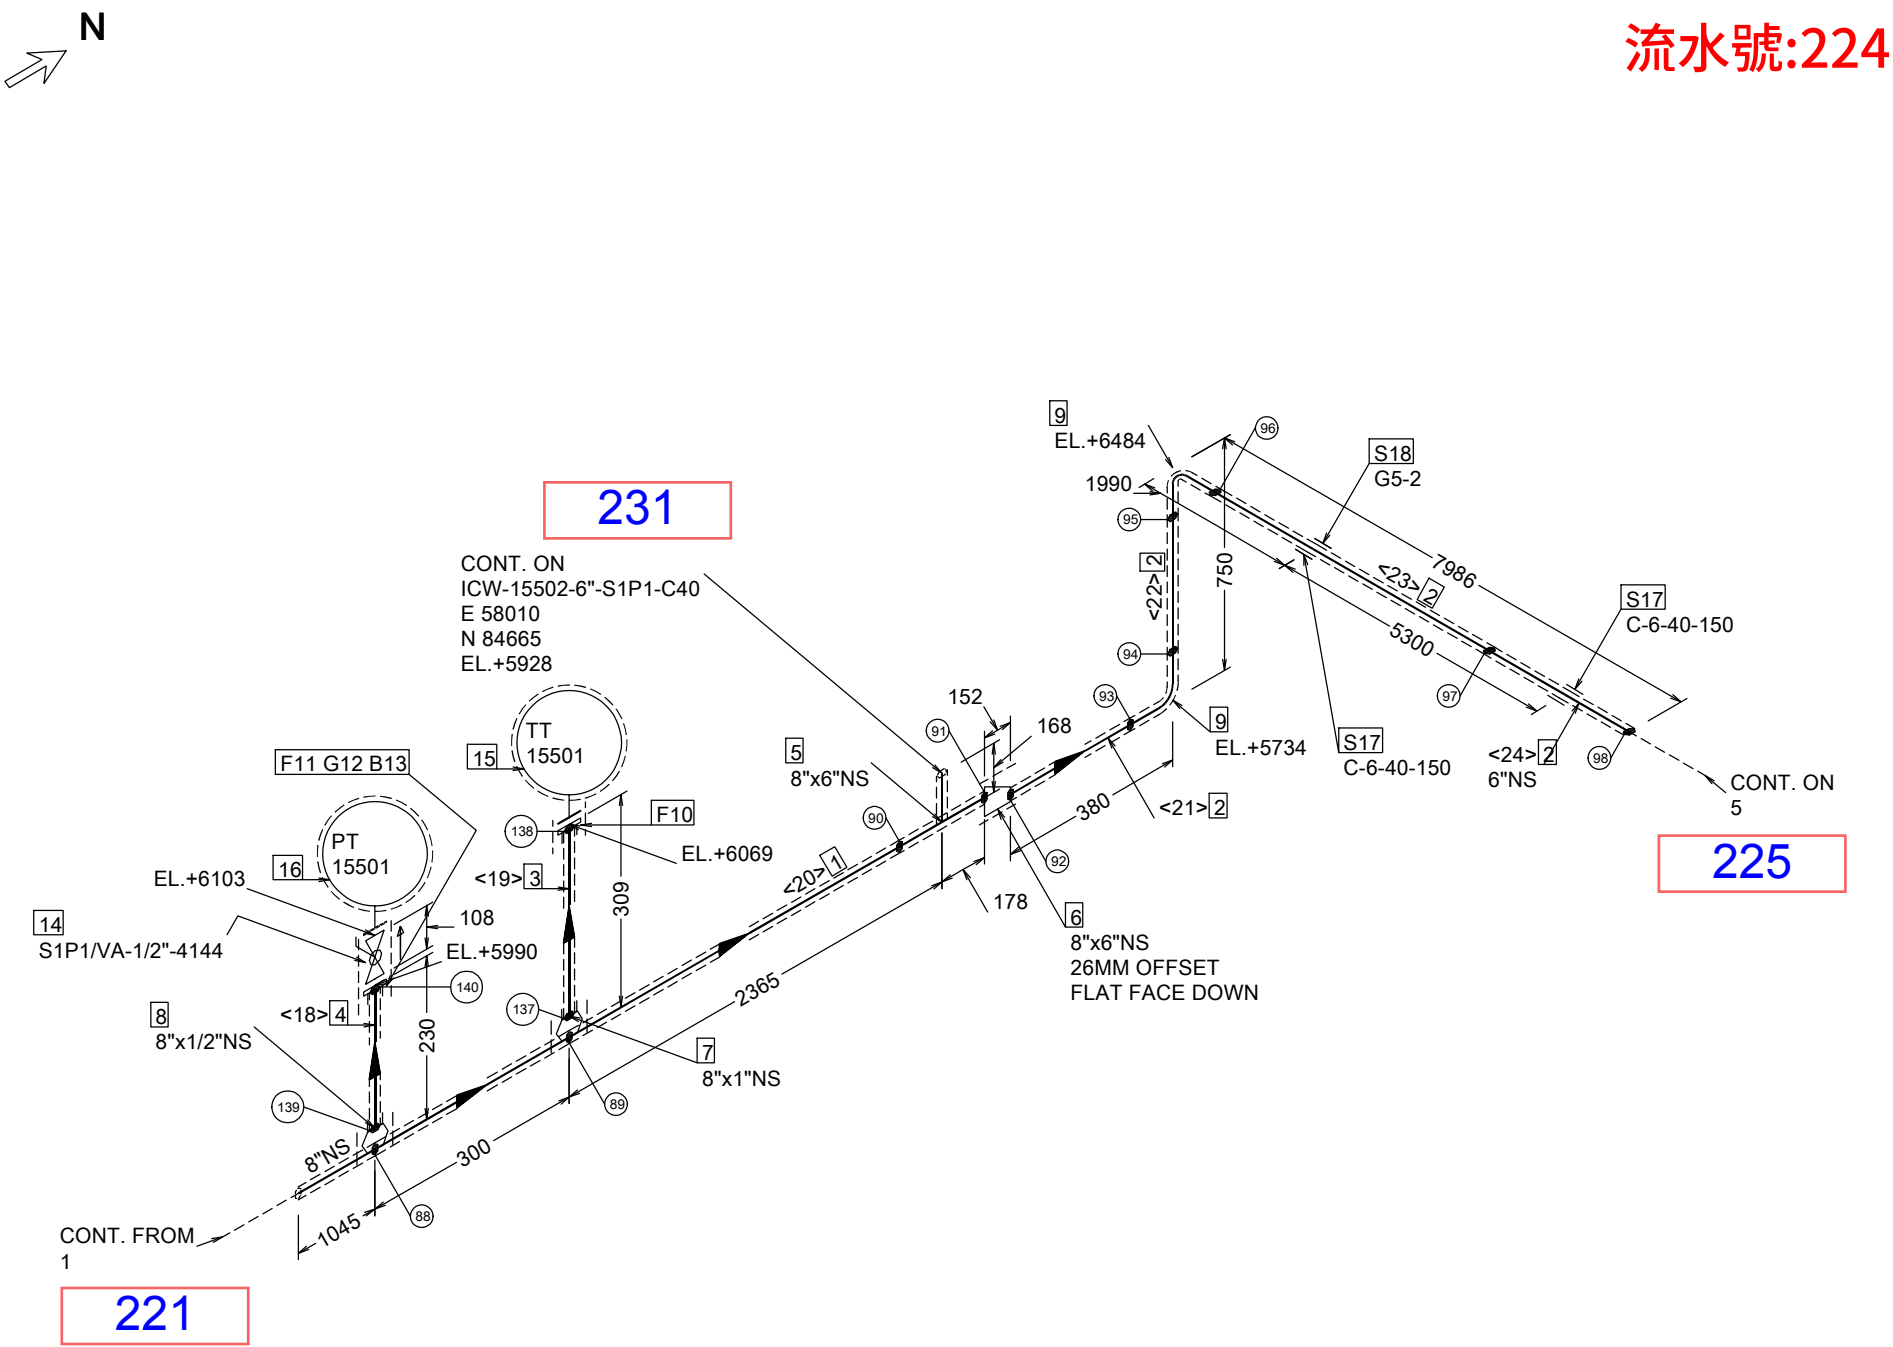 N
流水號:224
9
EL.+6484
96
S18
G5-2
1990
95
231
CONT. ON
ICW-15502-6"-S1P1-C40
E 58010
N 84665
EL.+5928
<22> 2
750
<23> 2
7986
S17
C-6-40-150
5300
94
97
152
93
91
168
9
EL.+5734
S17
C-6-40-150
<24> 2
6"NS
98
CONT. ON
5
225
TT
15501
15
5
8"x6"NS
F11 G12 B13
380
<21> 2
F10
138
90
PT
15501
16
EL.+6069
92
EL.+6103
<19> 3
<20> 1
309
178
108
6
8"x6"NS
26MM OFFSET
FLAT FACE DOWN
14
S1P1/VA-1/2"-4144
EL.+5990
140
2365
137
8
8"x1/2"NS
<18> 4
230
7
8"x1"NS
139
89
8"NS
300
88
1045
CONT. FROM
1
221